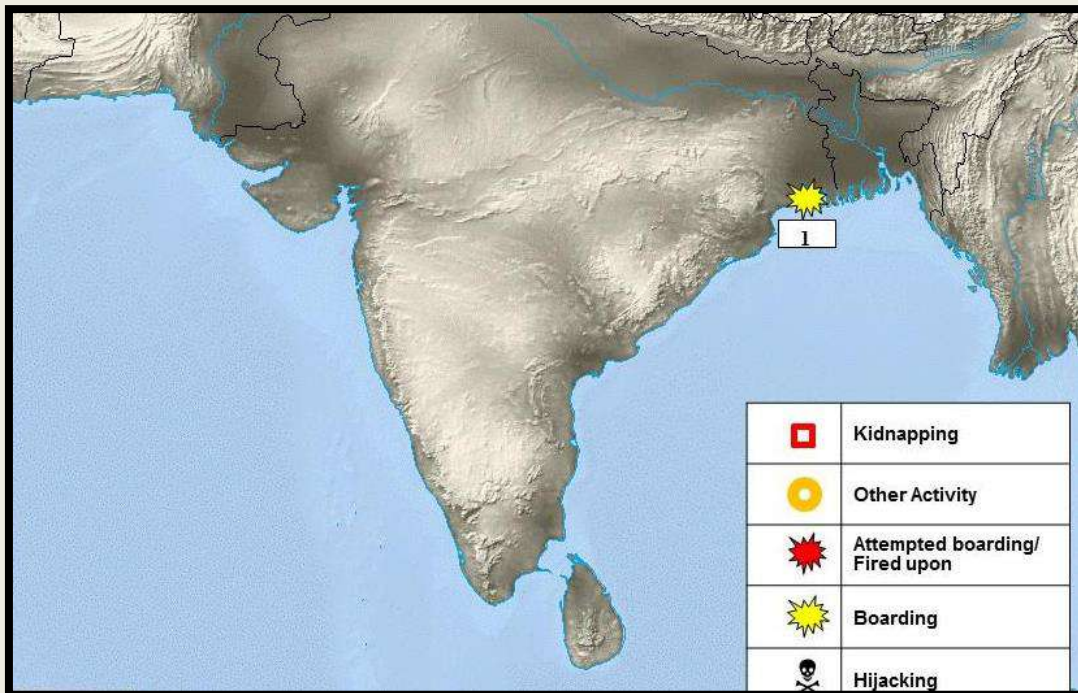 1
Kidnapping
Other Activity
Attempted boarding/
Fired upon
Boarding
Hijacking